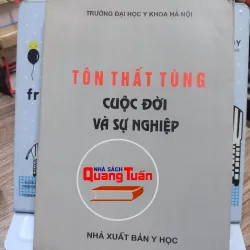 TRƯỜNG ĐẠI HỌC Y KHOA HÀ NỘI
TÔN THẤT TÙNG
CUỘC ĐỜI
VÀ SỰ NGHIỆP
NHÀ SÁCH
Quang Tuấn
NHÀ XUẤT BẢN Y HỌC